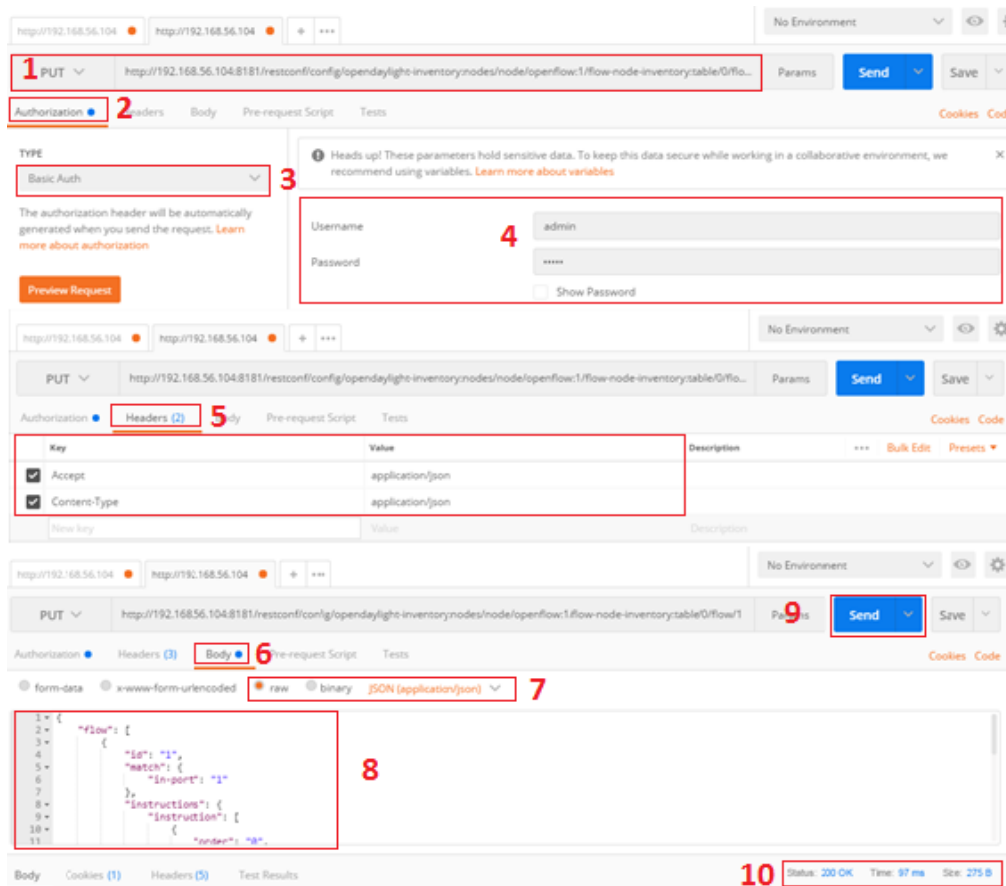 http://192.168.56.104 http://192.168.56.104 + ••• No Environment
1 PUT http://192.168.56.104:8181/restconf/config/opendaylight-inventory:nodes/node/openflow:1/flow-node-inventory:table/0/flo... Params Send Save
Authorization 2 Headers Body Pre-request Script Tests Cookies Cod
TYPE
Basic Auth 3
Heads up! These parameters hold sensitive data. To keep this data secure while working in a collaborative environment, we
recommend using variables. Learn more about variables
The authorization header will be automatically
generated when you send the request. Learn
more about authorization
Preview Request
4
Username admin
Password •••••
Show Password
http://192.168.56.104 http://192.168.56.104 + ••• No Environment
PUT http://192.168.56.104:8181/restconf/config/opendaylight-inventory:nodes/node/openflow:1/flow-node-inventory:table/0/flo... Params Send Save
Authorization Headers (2) 5 Body Pre-request Script Tests Cookies Code
Key Value Description ••• Bulk Edit Presets
Accept application/json
Content-Type application/json
New key Value Description
http://192.168.56.104 http://192.168.56.104 + ••• No Environment
PUT http://192.168.56.104:8181/restconf/config/opendaylight-inventory:nodes/node/openflow:1.flow-node-inventory:table0/flow/1 Params 9 Send Save
Authorization Headers (3) Body 6 Pre-request Script Tests Cookies Code
form-data x-www-form-urlencoded raw binary JSON (application/json) 7
1 {
2 "flow": [
3 {
4 "id": "1",
5 "match": {
6 "in-port": "1"
7 },
8 "instructions": {
9 "instruction": [
10 {
11 "order": "0",
8
Body Cookies (1) Headers (5) Test Results 10 Status: 200 OK Time: 97 ms Size: 275 B